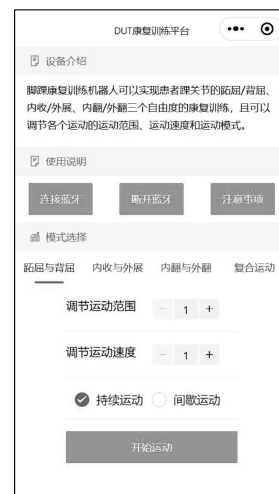 DUT康复训练平台
设备介绍
脚踝康复训练机器人可以实现患者踝关节的跖屈/背屈、
内收/外展、内翻/外翻三个自由度的康复训练，且可以
调节各个运动的运动范围、运动速度和运动模式。
使用说明
连接蓝牙 断开蓝牙 注意事项
模式选择
跖屈与背屈 内收与外展 内翻与外翻 复合运动
调节运动范围 - 1 +
调节运动速度 - 1 +
持续运动 间歇运动
开始运动